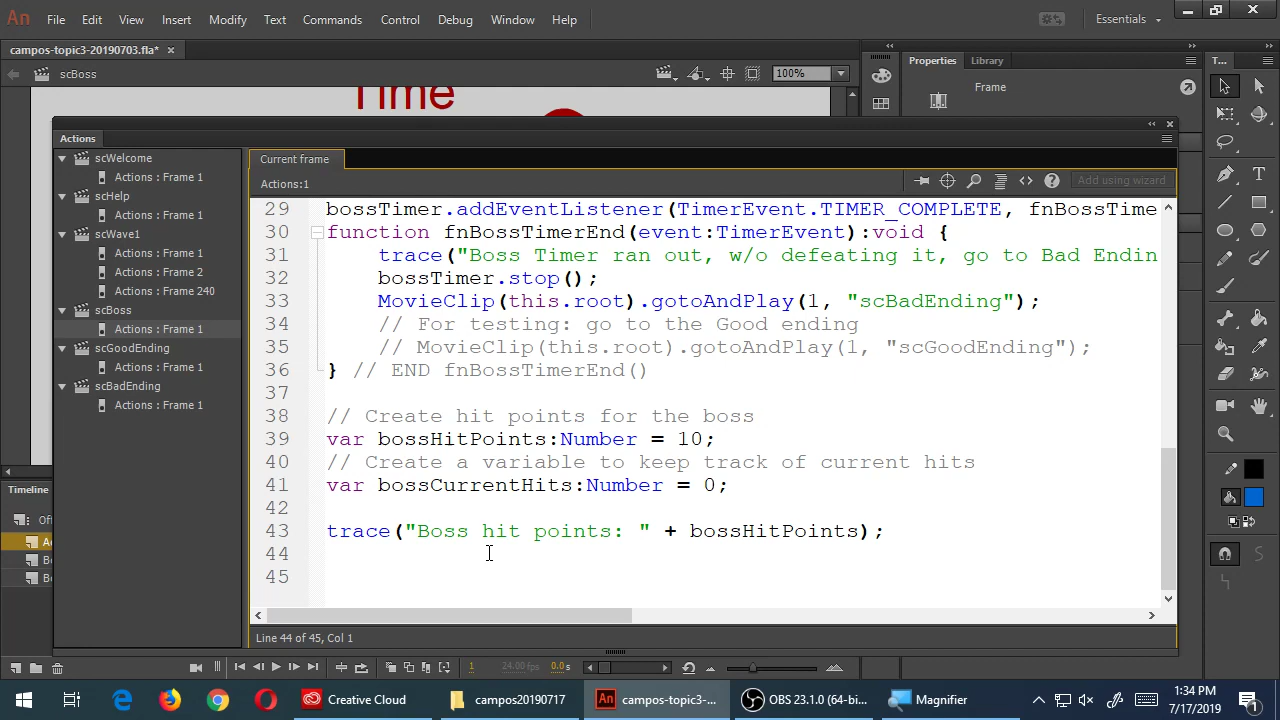 An File Edit View Insert Modify Text Commands Control Debug Window Help Essentials
campos-topic3-20190703.fla* ×
scBoss 100%
Properties Library
T...
Frame
Time
Actions
scWelcome
Actions : Frame 1
scHelp
Actions : Frame 1
scWave1
Actions : Frame 1
Actions : Frame 2
Actions : Frame 240
scBoss
Actions : Frame 1
scGoodEnding
Actions : Frame 1
scBadEnding
Actions : Frame 1
Current frame
Actions:1 Add using wizard
29 bossTimer.addEventListener(TimerEvent.TIMER_COMPLETE, fnBossTime
30 function fnBossTimerEnd(event:TimerEvent):void {
31 trace("Boss Timer ran out, w/o defeating it, go to Bad Endin
32 bossTimer.stop();
33 MovieClip(this.root).gotoAndPlay(1, "scBadEnding");
34 // For testing: go to the Good ending
35 // MovieClip(this.root).gotoAndPlay(1, "scGoodEnding");
36 } // END fnBossTimerEnd()
37
38 // Create hit points for the boss
39 var bossHitPoints:Number = 10;
40 // Create a variable to keep track of current hits
41 var bossCurrentHits:Number = 0;
42
43 trace("Boss hit points: " + bossHitPoints);
44
45
Line 44 of 45, Col 1
Timeline
1 24.00 fps 0.0 s
Creative Cloud
campos20190717
An campos-topic3-...
OBS 23.1.0 (64-bi...
Magnifier
1:34 PM
7/17/2019
1